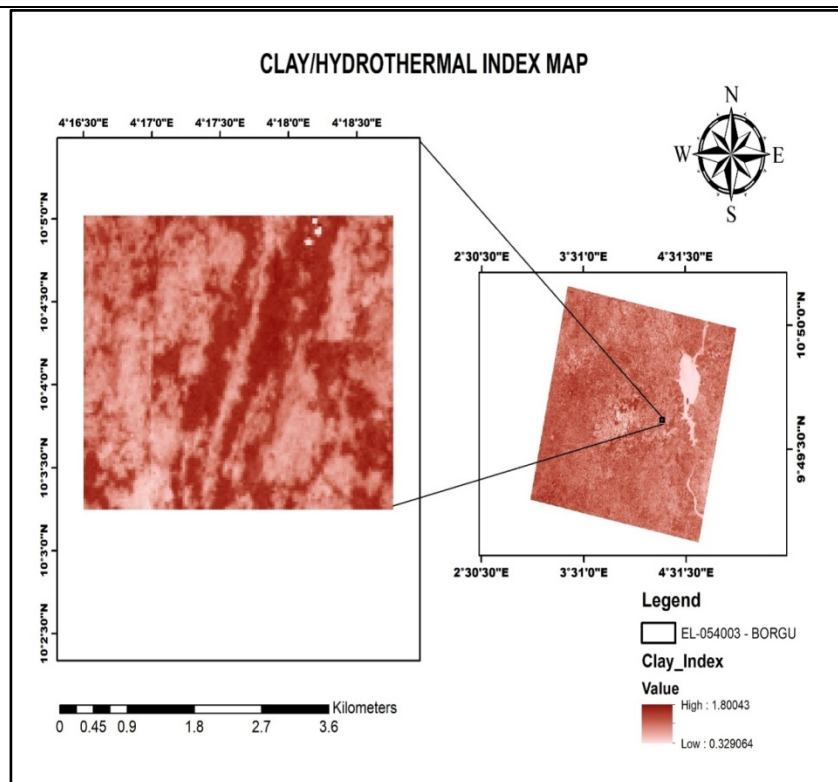 CLAY/HYDROTHERMAL INDEX MAP
N
W E
S
4°16'30"E 4°17'0"E 4°17'30"E 4°18'0"E 4°18'30"E
10°5'0"N
10°4'30"N
10°4'0"N
10°3'30"N
10°3'0"N
10°2'30"N
2°30'30"E 3°31'0"E 4°31'30"E
10°50'0"N
9°49'30"N
2°30'30"E 3°31'0"E 4°31'30"E
Legend
EL-054003 - BORGU
Clay_Index
Value
High : 1.80043
Low : 0.329064
Kilometers
0 0.45 0.9 1.8 2.7 3.6